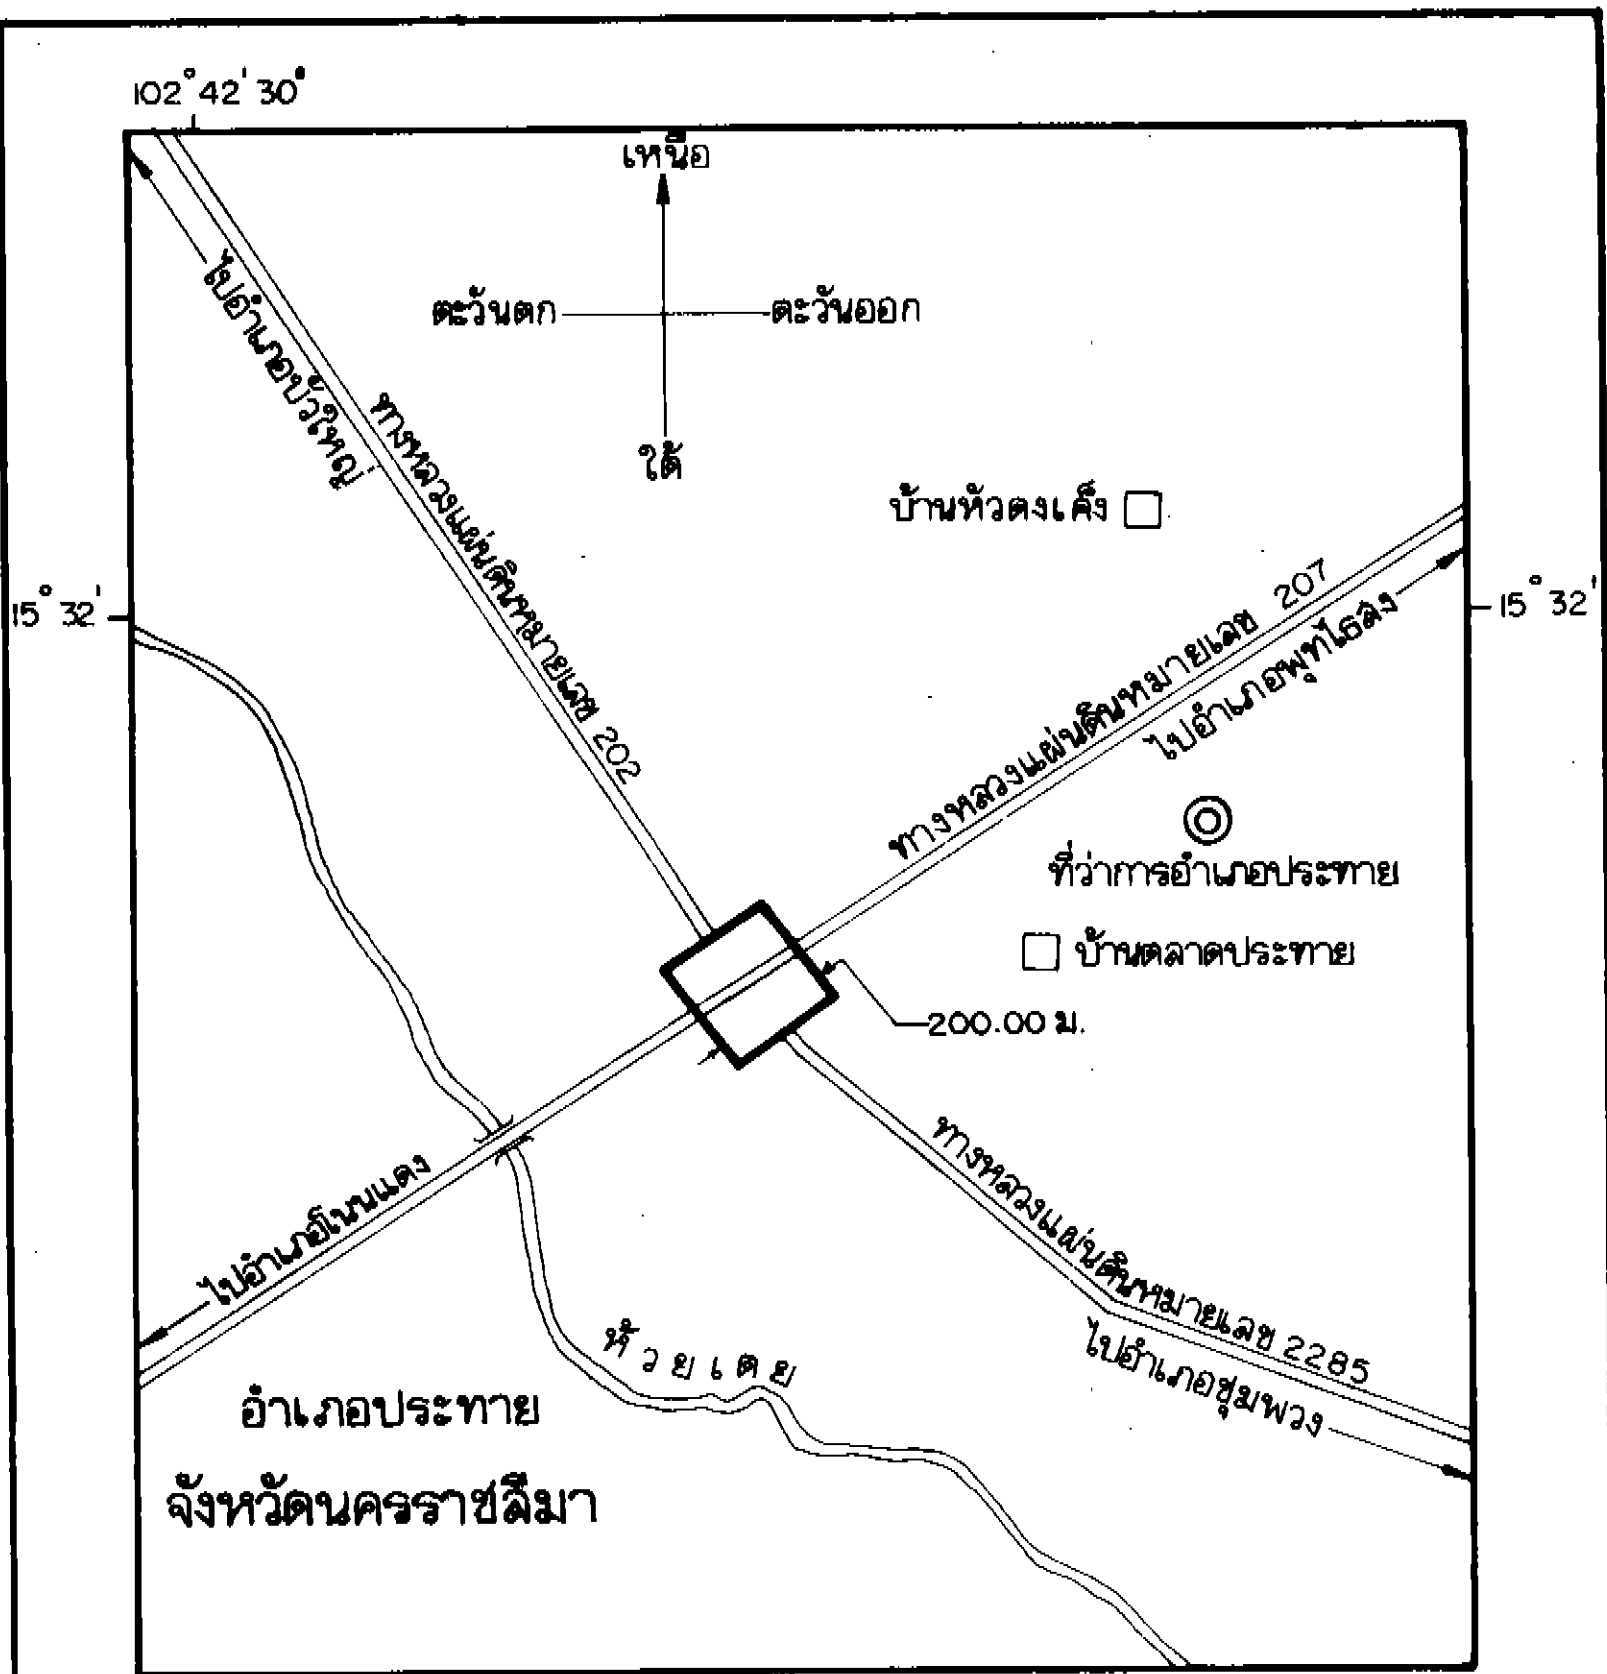 102° 42' 30"
เหนือ
ตะวันตก
ตะวันออก
ใต้
ไปอำเภอบัวใหญ่
ทางหลวงแผ่นดินหมายเลข 202
บ้านหัวดงเค็ง
15° 32'
15° 32'
ทางหลวงแผ่นดินหมายเลข 207
ไปอำเภอพุทไธสง
ที่ว่าการอำเภอประทาย
บ้านตลาดประทาย
200.00 ม.
ไปอำเภอโนนแดง
ทางหลวงแผ่นดินหมายเลข 2285
ไปอำเภอชุมพวง
ห้วยเตย
อำเภอประทาย
จังหวัดนครราชสีมา